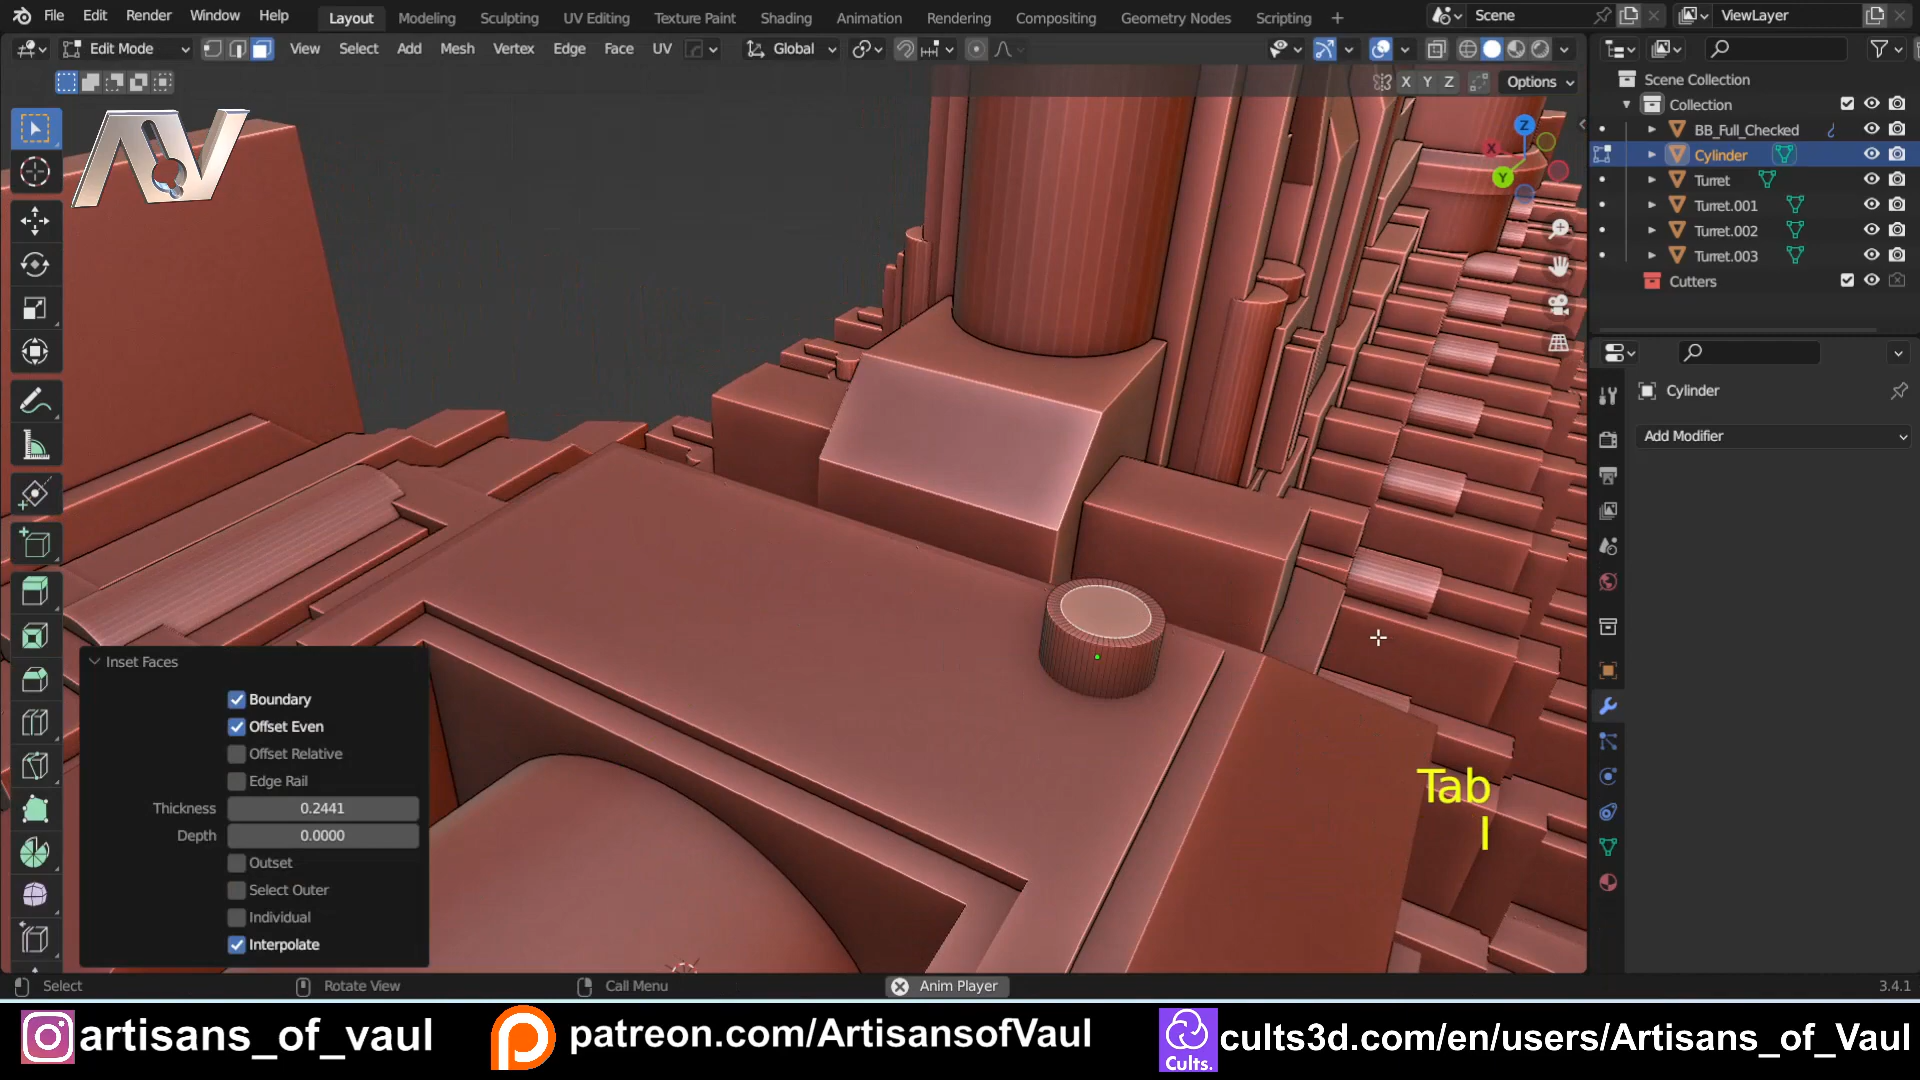 File Edit Render Window Help Layout Modeling Sculpting UV Editing Texture Paint Shading Animation Rendering Compositing Geometry Nodes Scripting + Scene ViewLayer
Edit Mode View Select Add Mesh Vertex Edge Face UV Global
X Y Z Options
AV
Z
X
Y
Scene Collection
Collection
BB_Full_Checked
Cylinder
Turret
Turret.001
Turret.002
Turret.003
Cutters
Cylinder
Add Modifier
Inset Faces
Boundary
Offset Even
Offset Relative
Edge Rail
Thickness 0.2441
Depth 0.0000
Outset
Select Outer
Individual
Interpolate
Tab
I
Select Rotate View Call Menu Anim Player 3.4.1
artisans_of_vaul patreon.com/ArtisansofVaul Cults. cults3d.com/en/users/Artisans_of_Vaul